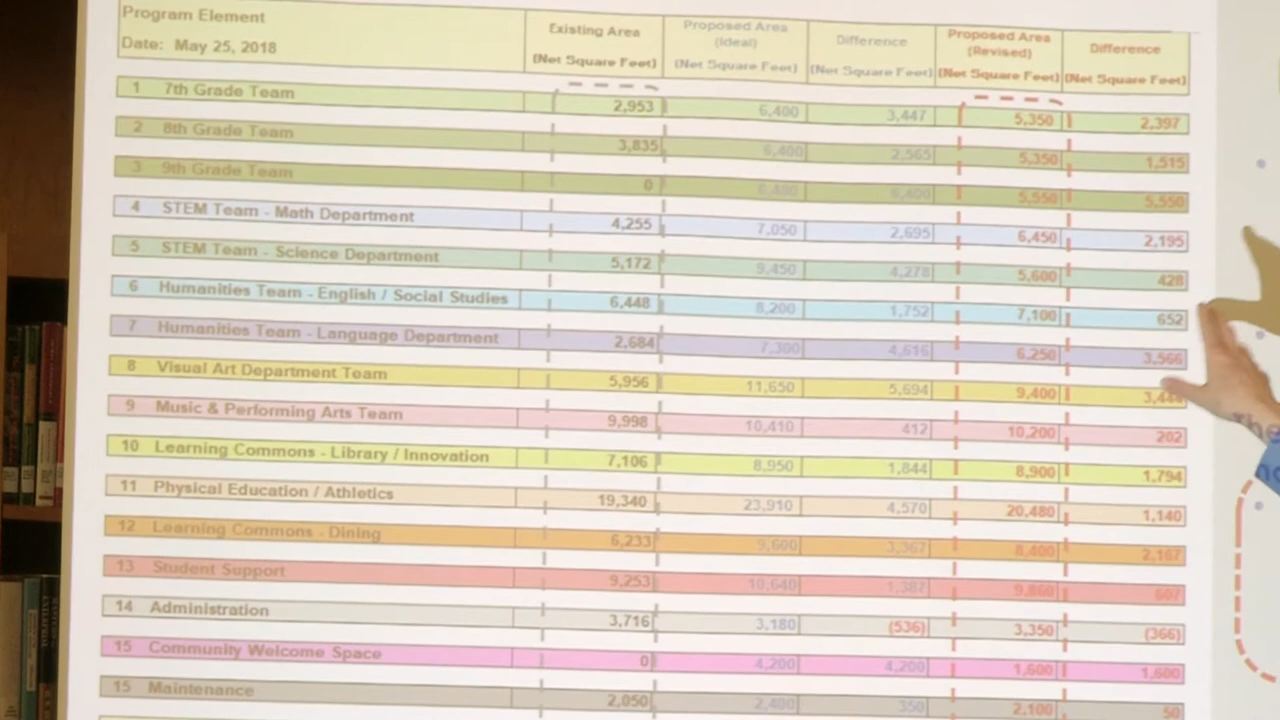 Program Element
Date: May 25, 2018
Existing Area (Net Square Feet)
Proposed Area (Ideal) (Net Square Feet)
Difference (Net Square Feet)
Proposed Area (Revised) (Net Square Feet)
Difference (Net Square Feet)
1 7th Grade Team 2,953 6,400 3,447 5,350 2,397
2 8th Grade Team 3,835 6,400 2,565 5,350 1,515
3 9th Grade Team 0 6,400 5,550 5,550
4 STEM Team - Math Department 4,255 7,050 2,695 6,450 2,195
5 STEM Team - Science Department 5,172 9,450 4,278 5,600 428
6 Humanities Team - English / Social Studies 6,448 8,200 1,752 7,100 652
7 Humanities Team - Language Department 2,684 7,300 4,616 6,250 3,566
8 Visual Art Department Team 5,956 11,650 5,694 9,400 3,444
9 Music & Performing Arts Team 9,998 10,410 412 10,200 202
10 Learning Commons - Library / Innovation 7,106 8,950 1,844 8,900 1,794
11 Physical Education / Athletics 19,340 23,910 4,570 20,480 1,140
12 Learning Commons - Dining 6,233 9,600 3,367 8,400 2,167
13 Student Support 9,253 10,640 1,387 9,860 607
14 Administration 3,716 3,180 (536) 3,350 (366)
15 Community Welcome Space 0 4,200 4,200 1,600 1,600
15 Maintenance 2,050 2,400 350 2,100 50